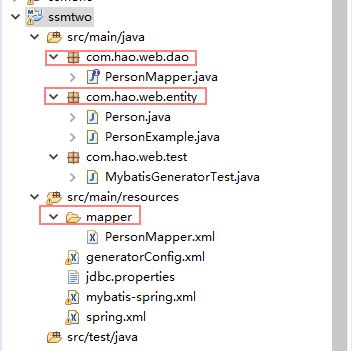 ssmtwo
src/main/java
com.hao.web.dao
PersonMapper.java
com.hao.web.entity
Person.java
PersonExample.java
com.hao.web.test
MybatisGeneratorTest.java
src/main/resources
mapper
PersonMapper.xml
generatorConfig.xml
jdbc.properties
mybatis-spring.xml
spring.xml
src/test/java